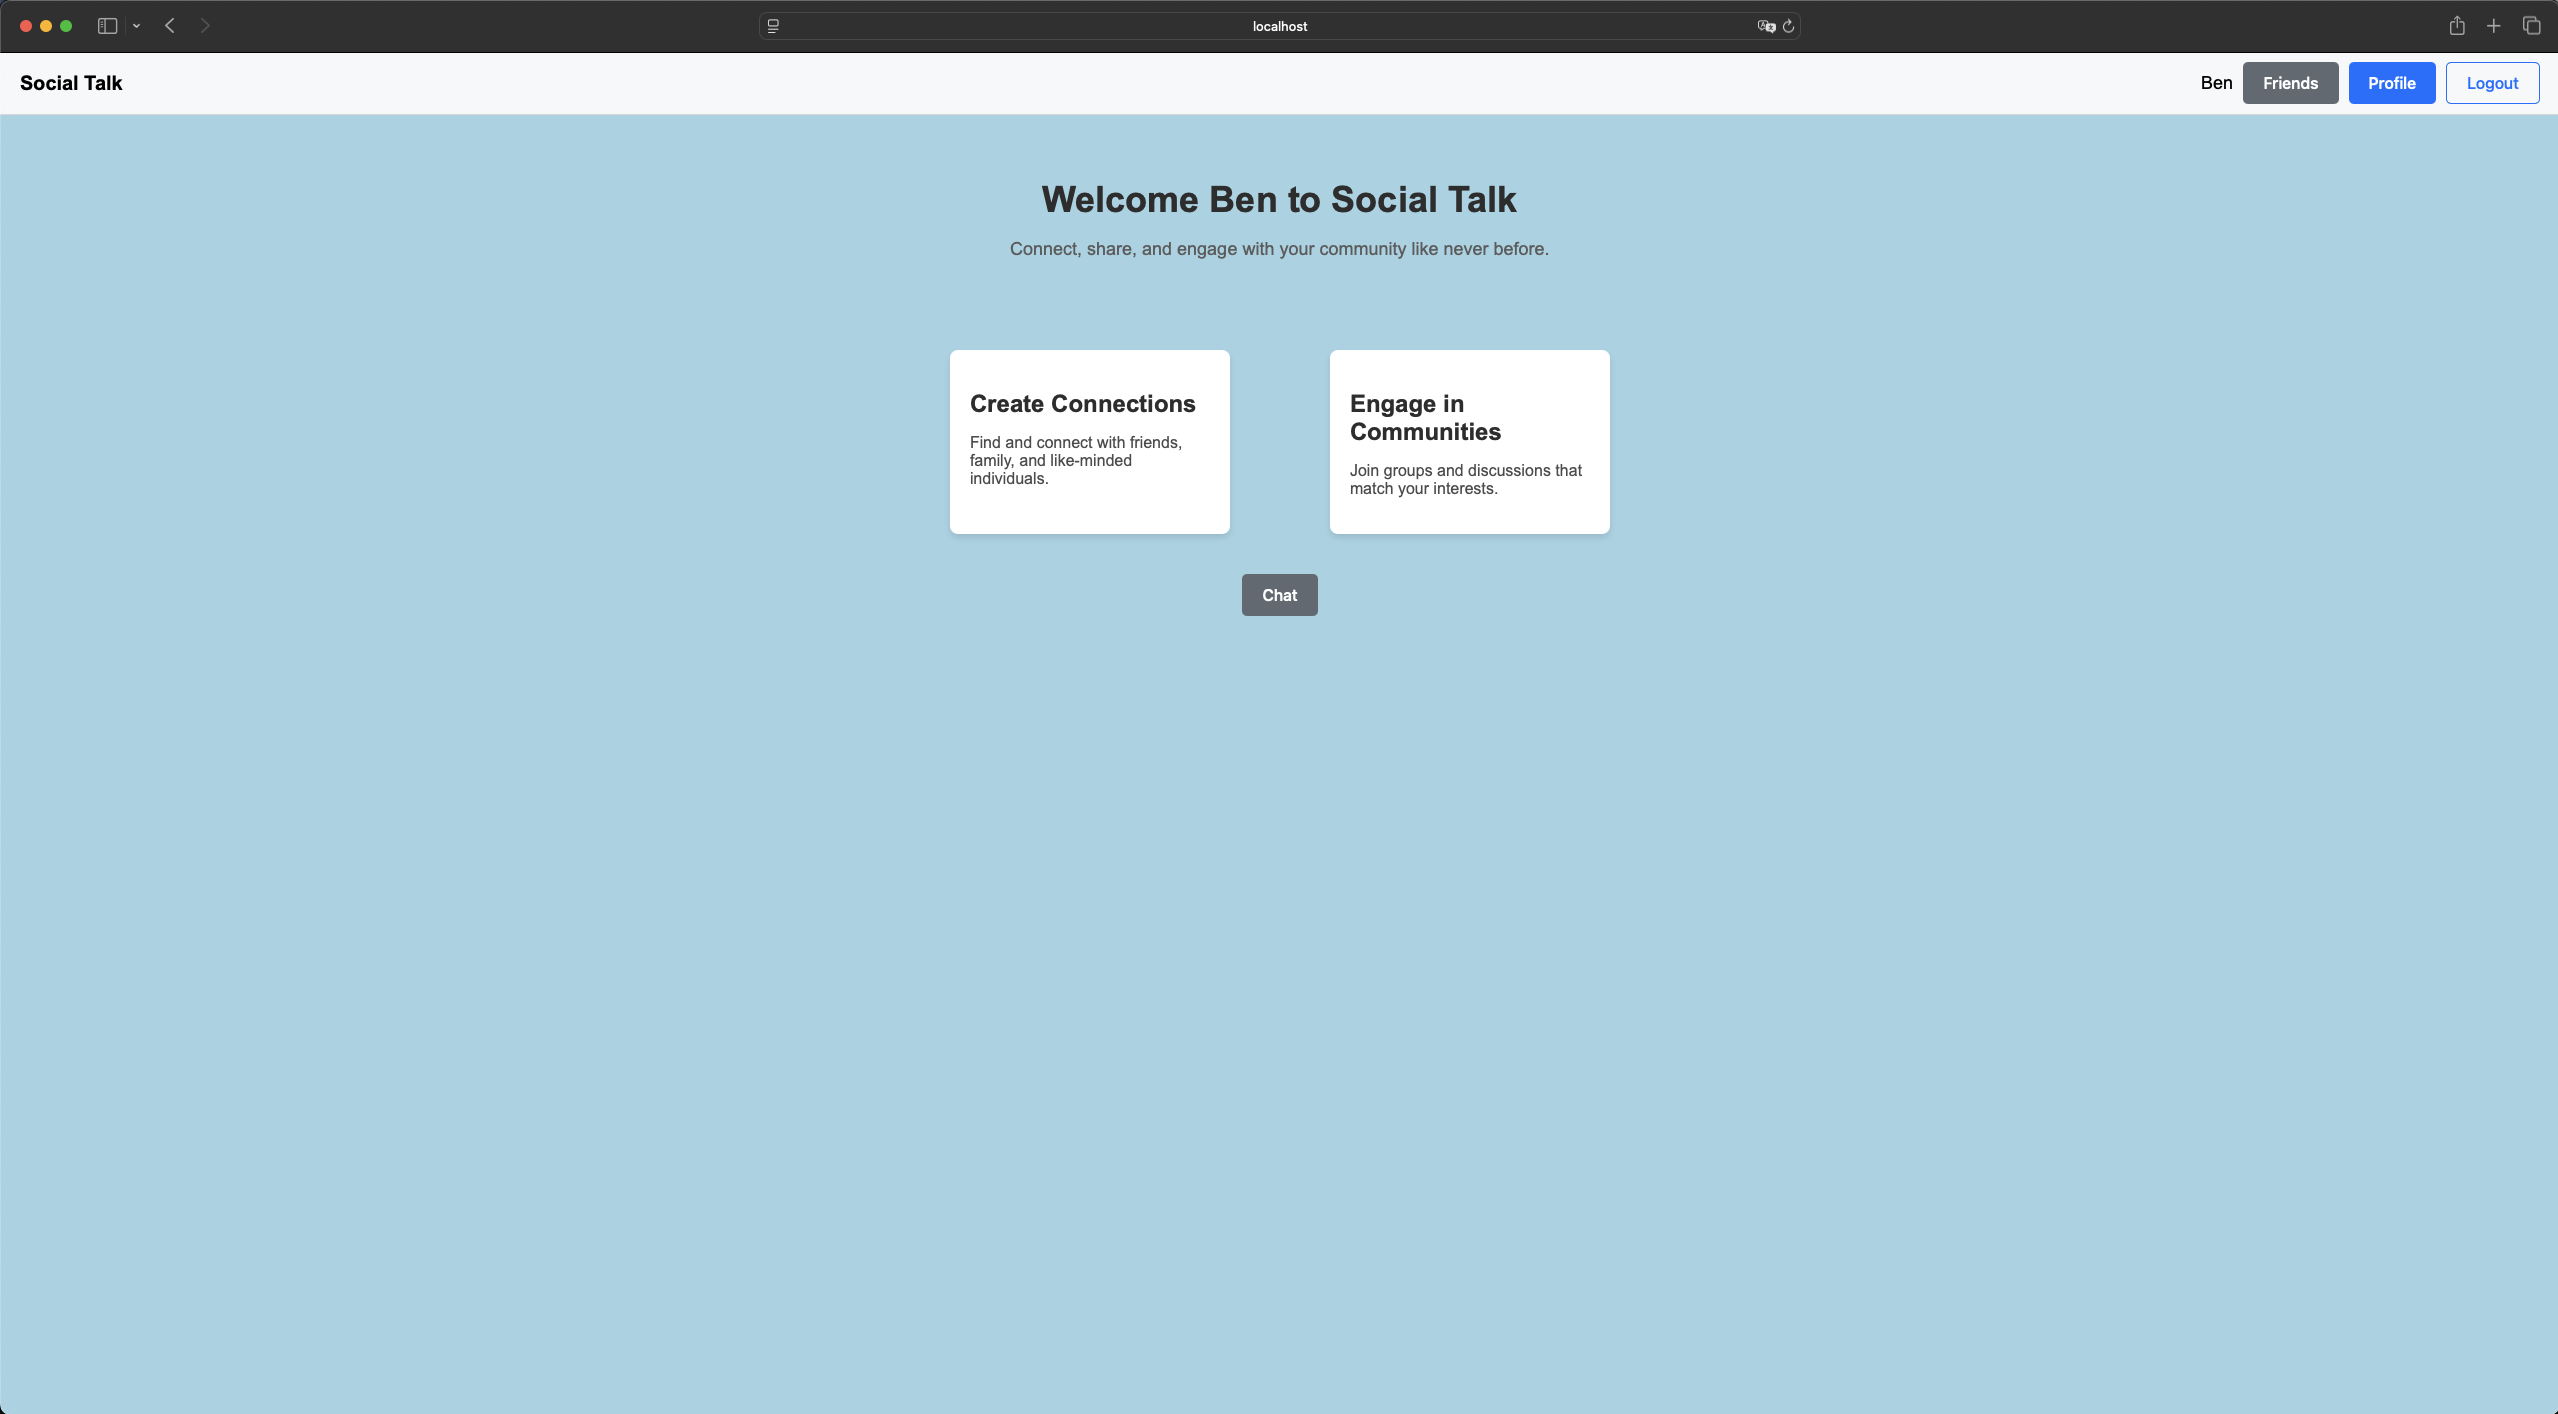 localhost
Social Talk
Ben Friends Profile Logout
Welcome Ben to Social Talk
Connect, share, and engage with your community like never before.
Create Connections
Find and connect with friends,
family, and like-minded
individuals.
Engage in
Communities
Join groups and discussions that
match your interests.
Chat